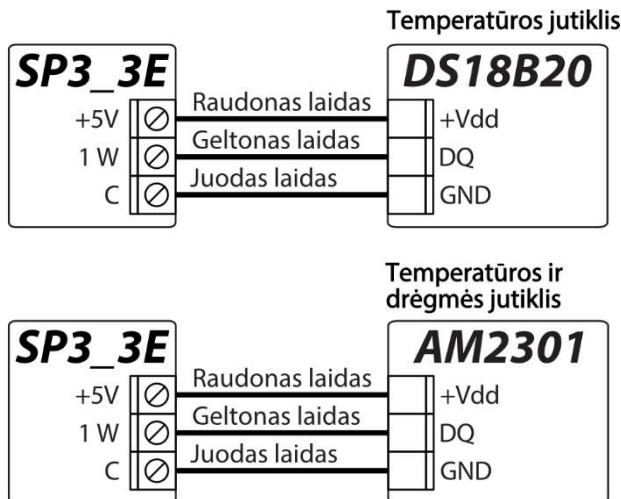 Temperatūros jutiklis
SP3_3E
DS18B20
Raudonas laidas
+5V
+Vdd
Geltonas laidas
1 W
DQ
Juodas laidas
C
GND
Temperatūros ir
drėgmės jutiklis
SP3_3E
AM2301
Raudonas laidas
+5V
+Vdd
Geltonas laidas
1 W
DQ
Juodas laidas
C
GND